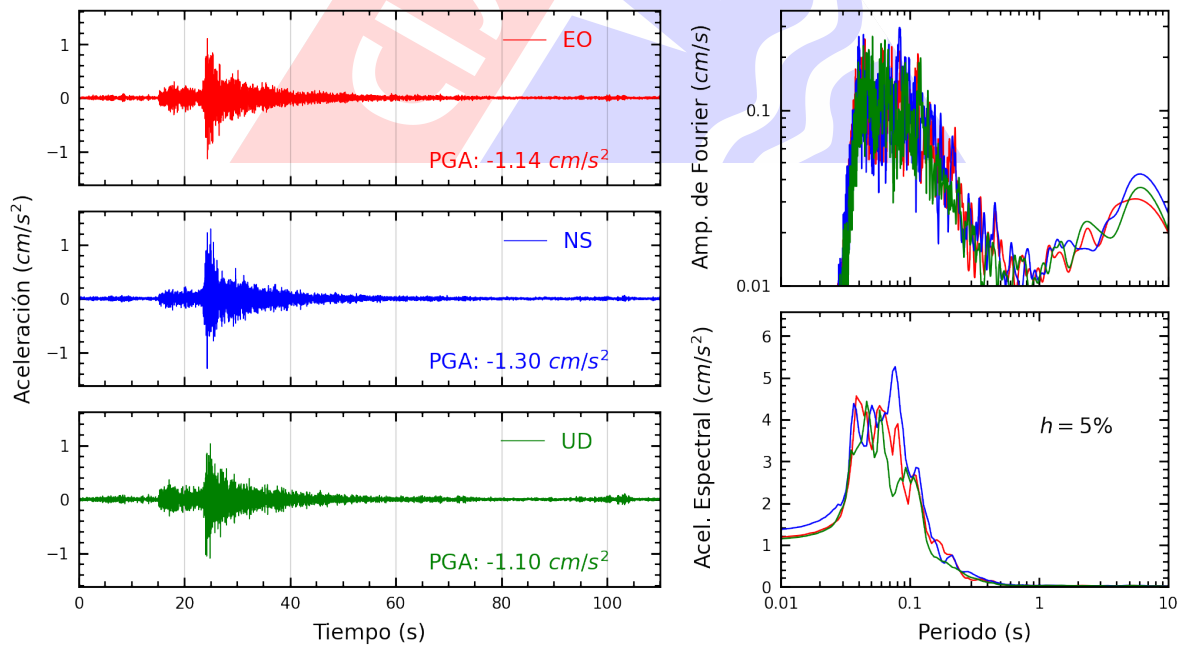 Aceleración (cm/s²)
1
0
−1
EO
PGA: -1.14 cm/s²
1
0
−1
NS
PGA: -1.30 cm/s²
1
0
−1
UD
PGA: -1.10 cm/s²
0 20 40 60 80 100
Tiempo (s)
Amp. de Fourier (cm/s)
0.1
0.01
Acel. Espectral (cm/s²)
6
5
4
3
2
1
0
h = 5%
0.01 0.1 1 10
Periodo (s)